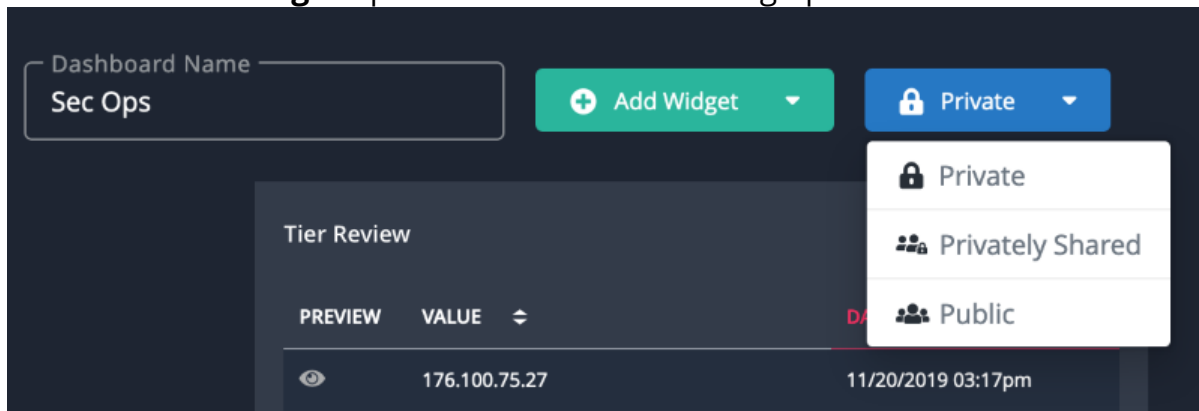 Dashboard Name
Sec Ops
Add Widget
Private
Private
Privately Shared
Public
Tier Review
PREVIEW VALUE
176.100.75.27 11/20/2019 03:17pm